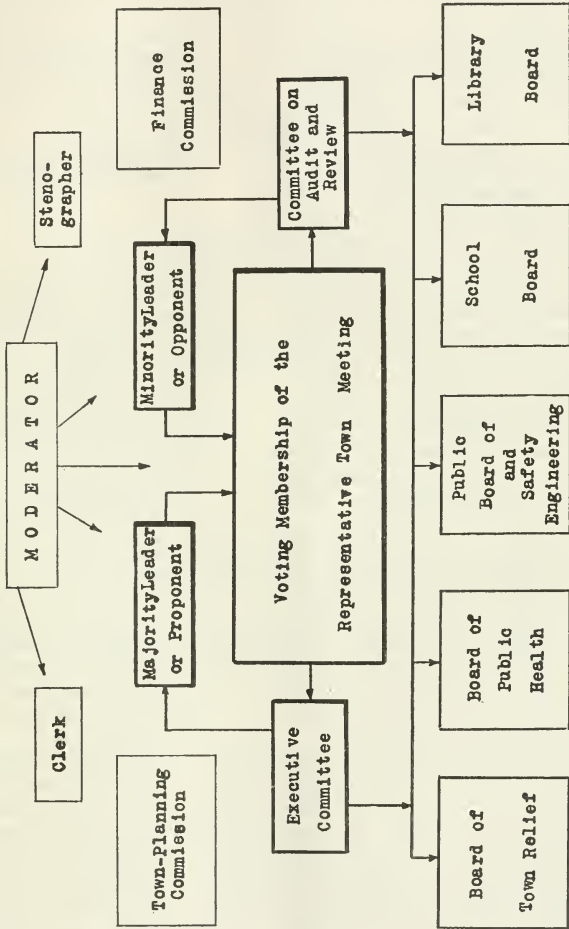 MODERATOR
Clerk
Steno-
grapher
Town-Planning
Commission
MajorityLeader
or Proponent
MinorityLeader
or Opponent
Finance
Commission
Executive
Committee
Voting Membership of the
Representative Town Meeting
Committee on
Audit and
Review
Board of
Town Relief
Board of
Public
Health
Public
Board of
and
Safety
Engineering
School
Board
Library
Board